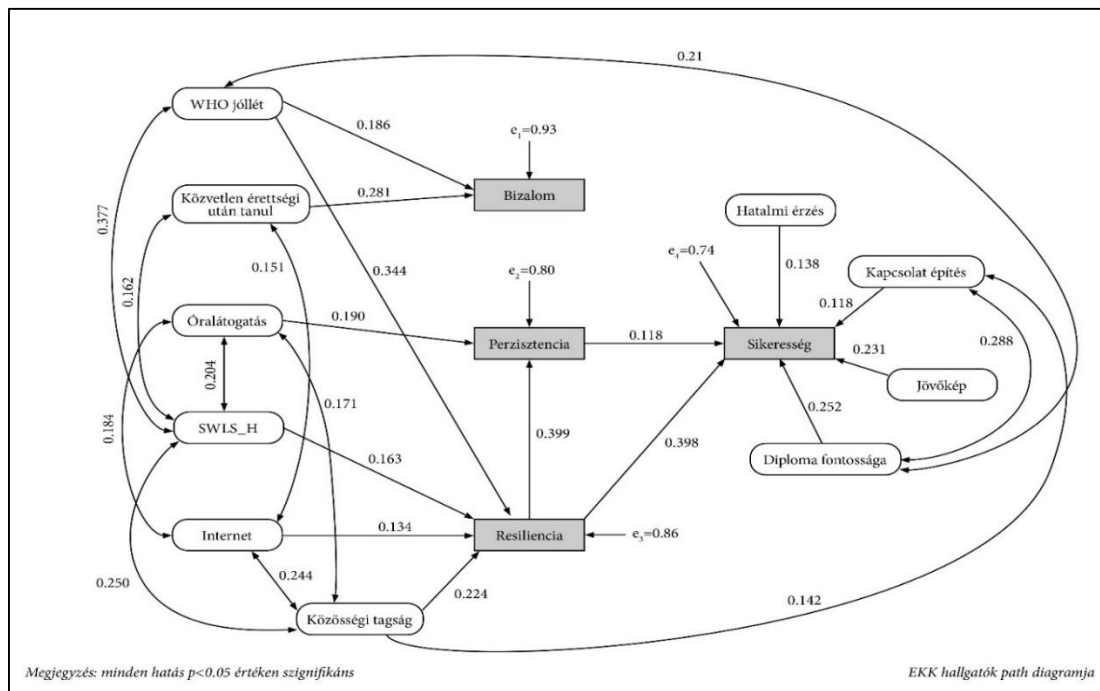 0.21
WHO jóllét
0.186
e₁=0.93
Bizalom
0.377
Közvetlen érettségi
után tanul
0.281
Hatalmi érzés
0.162
0.151
0.344
e₂=0.80
e₄=0.74
0.138
Kapcsolat építés
0.118
Óralátogatás
0.190
Perzisztencia
0.118
Sikeresség
0.288
0.231
Jövőkép
0.204
0.184
0.171
0.252
SWLS_H
0.163
0.399
0.398
Diploma fontossága
Internet
0.134
Resiliencia
e₃=0.86
0.250
0.244
0.224
0.142
Közösségi tagság
Megjegyzés: minden hatás p<0.05 értéken szignifikáns
EKK hallgatók path diagramja